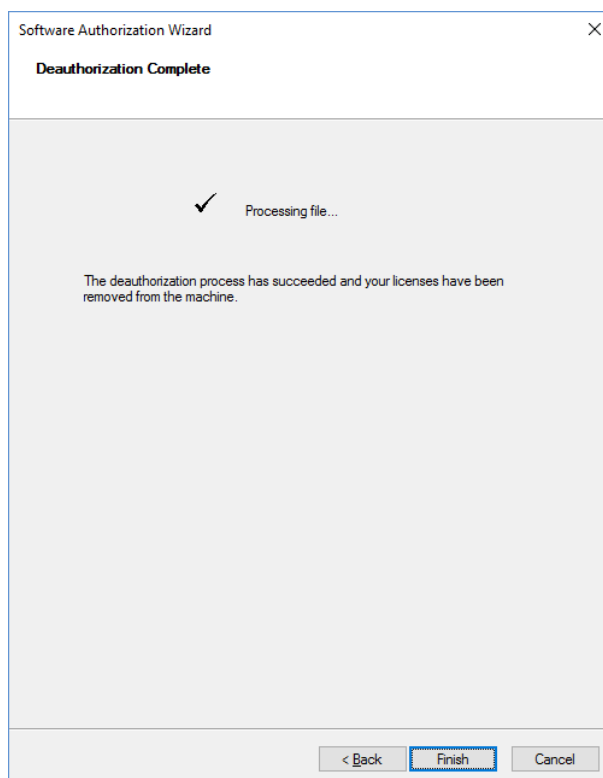 Software Authorization Wizard
Deauthorization Complete
Processing file...
The deauthorization process has succeeded and your licenses have been
removed from the machine.
< Back
Finish
Cancel